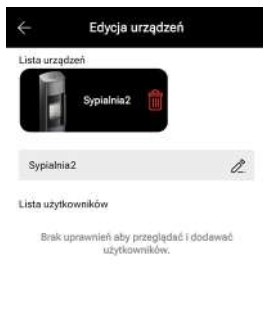 Edycja urządzeń
Lista urządzeń
Sypialnia2
Sypialnia2
Lista użytkowników
Brak uprawnień aby przeglądać i dodawać
użytkowników.